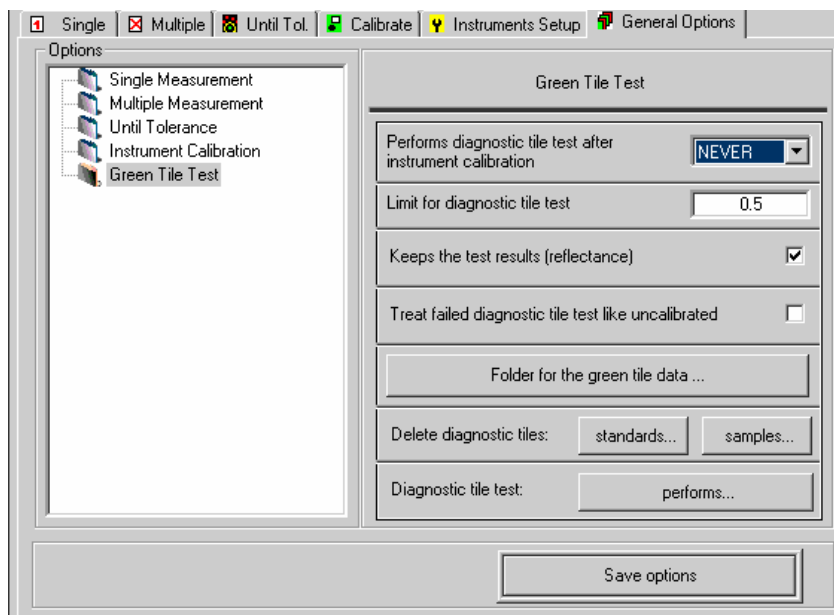 1 Single Multiple Until Tol. Calibrate Instruments Setup General Options
Options
Single Measurement
Multiple Measurement
Until Tolerance
Instrument Calibration
Green Tile Test
Green Tile Test
Performs diagnostic tile test after
instrument calibration
NEVER
Limit for diagnostic tile test
0.5
Keeps the test results (reflectance)
Treat failed diagnostic tile test like uncalibrated
Folder for the green tile data ...
Delete diagnostic tiles: standards... samples...
Diagnostic tile test: performs...
Save options